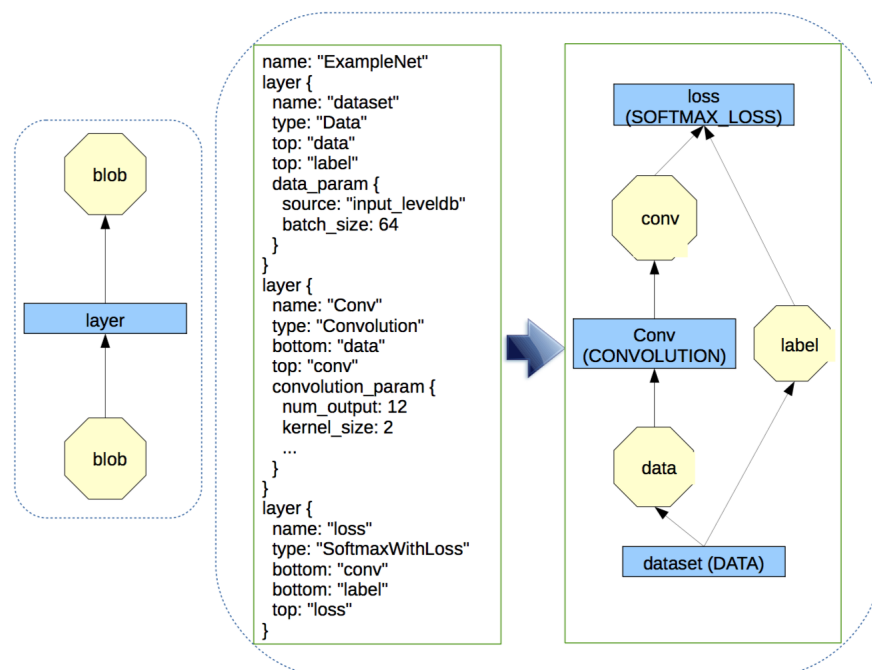 blob
layer
blob
name: "ExampleNet"
layer {
  name: "dataset"
  type: "Data"
  top: "data"
  top: "label"
  data_param {
    source: "input_leveldb"
    batch_size: 64
  }
}
layer {
  name: "Conv"
  type: "Convolution"
  bottom: "data"
  top: "conv"
  convolution_param {
    num_output: 12
    kernel_size: 2
    ...
  }
}
layer {
  name: "loss"
  type: "SoftmaxWithLoss"
  bottom: "conv"
  bottom: "label"
  top: "loss"
}
loss
(SOFTMAX_LOSS)
conv
Conv
(CONVOLUTION)
label
data
dataset (DATA)